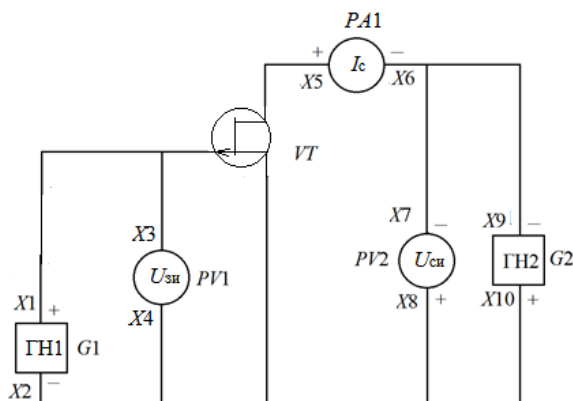 PA1
+ Iс −
X5 X6
VT
X3
Uзи PV1
X4
X1 +
ГН1 G1
X2 −
X7 −
PV2 Uси
X8 +
X9 −
ГН2 G2
X10 +